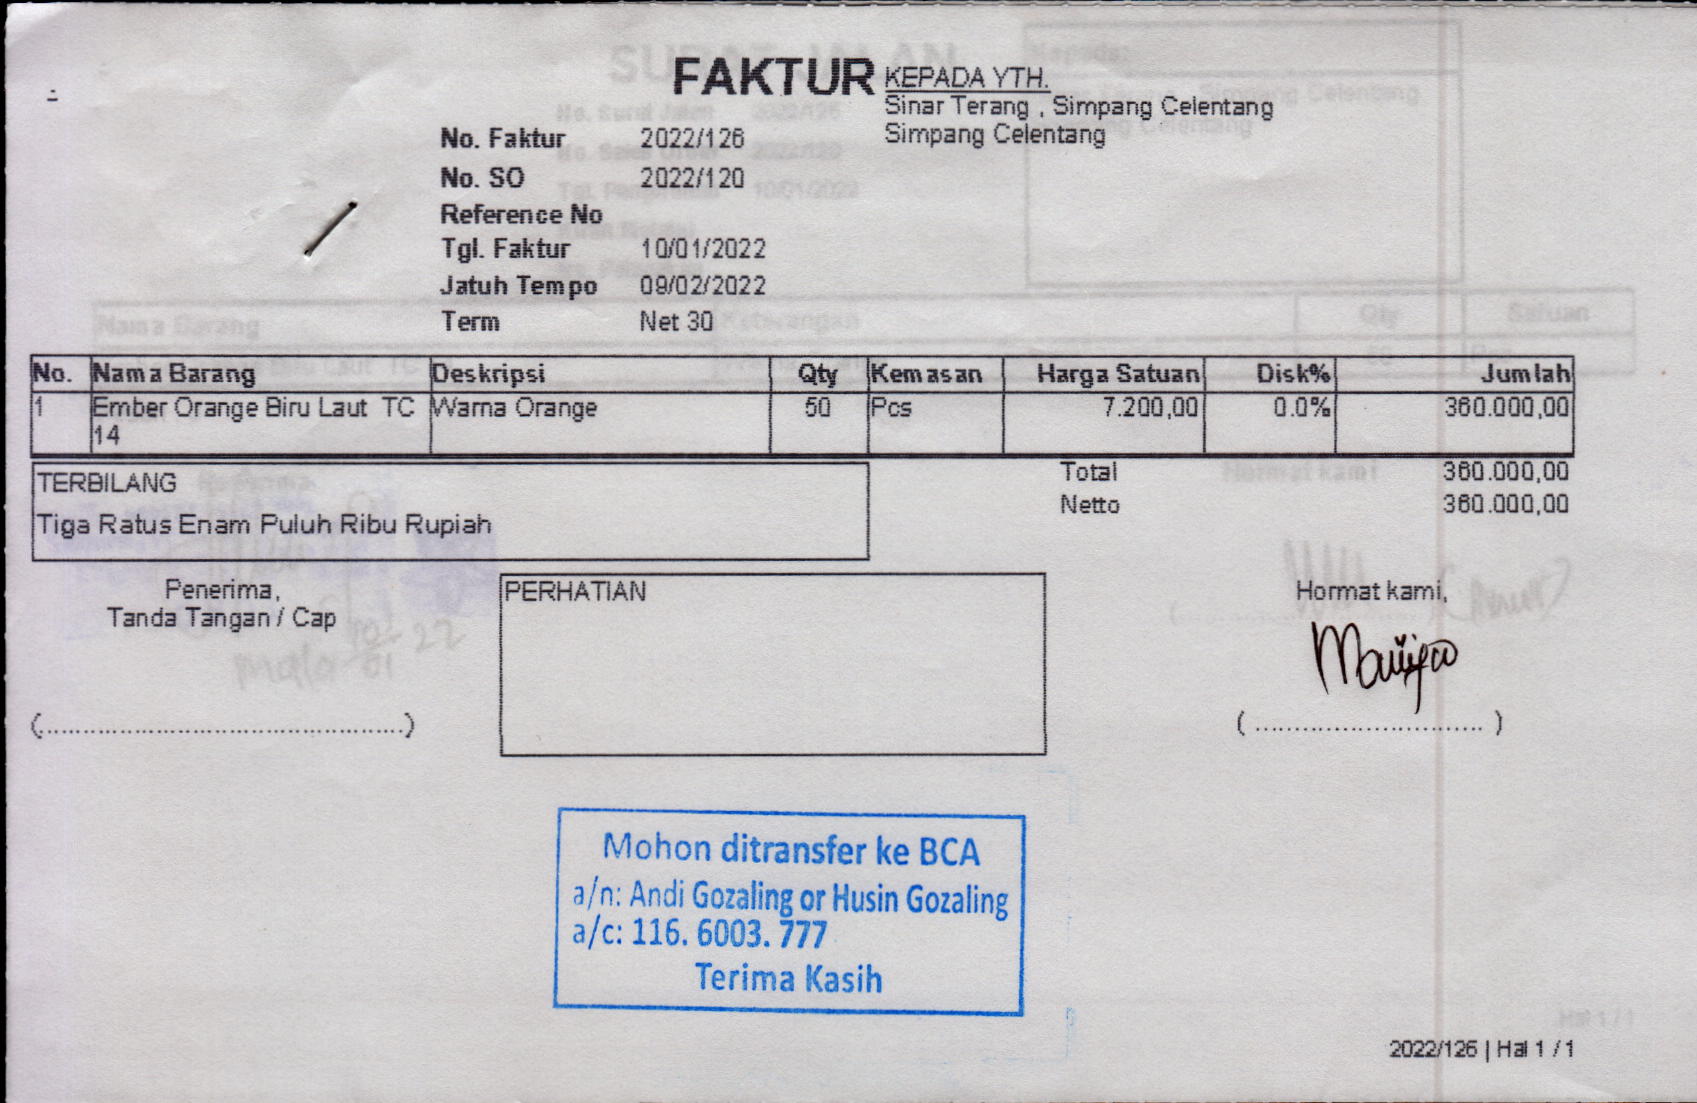 FAKTUR
KEPADA YTH.
Sinar Terang , Simpang Celentang
Simpang Celentang
No. Faktur 2022/126
No. SO 2022/120
Reference No
Tgl. Faktur 10/01/2022
Jatuh Tempo 09/02/2022
Term Net 30
No. Nama Barang Deskripsi Qty Kemasan Harga Satuan Disk% Jumlah
1 Ember Orange Biru Laut TC 14 Warna Orange 50 Pcs 7.200,00 0.0% 360.000,00
Total 360.000,00
Netto 360.000,00
TERBILANG
Tiga Ratus Enam Puluh Ribu Rupiah
Penerima,
Tanda Tangan / Cap
(................................................)
PERHATIAN
Hormat kami,
( .............................. )
Mohon ditransfer ke BCA
a/n: Andi Gozaling or Husin Gozaling
a/c: 116. 6003. 777
Terima Kasih
2022/126 | Hal 1 / 1